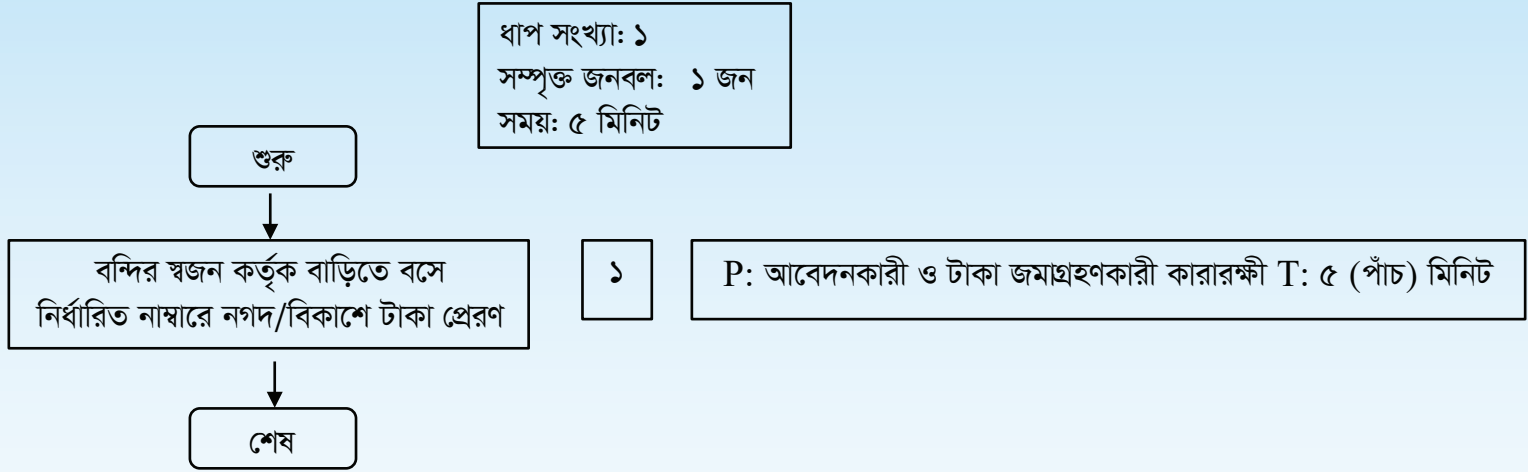 ধাপ সংখ্যা: ১
সম্পৃক্ত জনবল: ১ জন
সময়: ৫ মিনিট
শুরু
বন্দির স্বজন কর্তৃক বাড়িতে বসে
নির্ধারিত নাম্বারে নগদ/বিকাশে টাকা প্রেরণ
১
P: আবেদনকারী ও টাকা জমাগ্রহণকারী কারারক্ষী T: ৫ (পাঁচ) মিনিট
শেষ